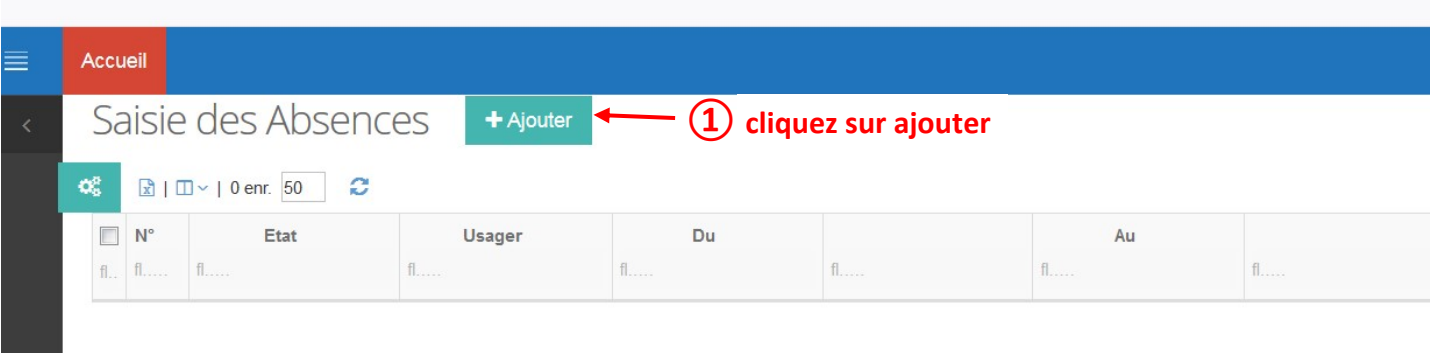 Accueil
Saisie des Absences + Ajouter ① cliquez sur ajouter
| | 0 enr. 50
N° Etat Usager Du Au
fl... fl..... fl..... fl..... fl..... fl..... fl.....
fl.....